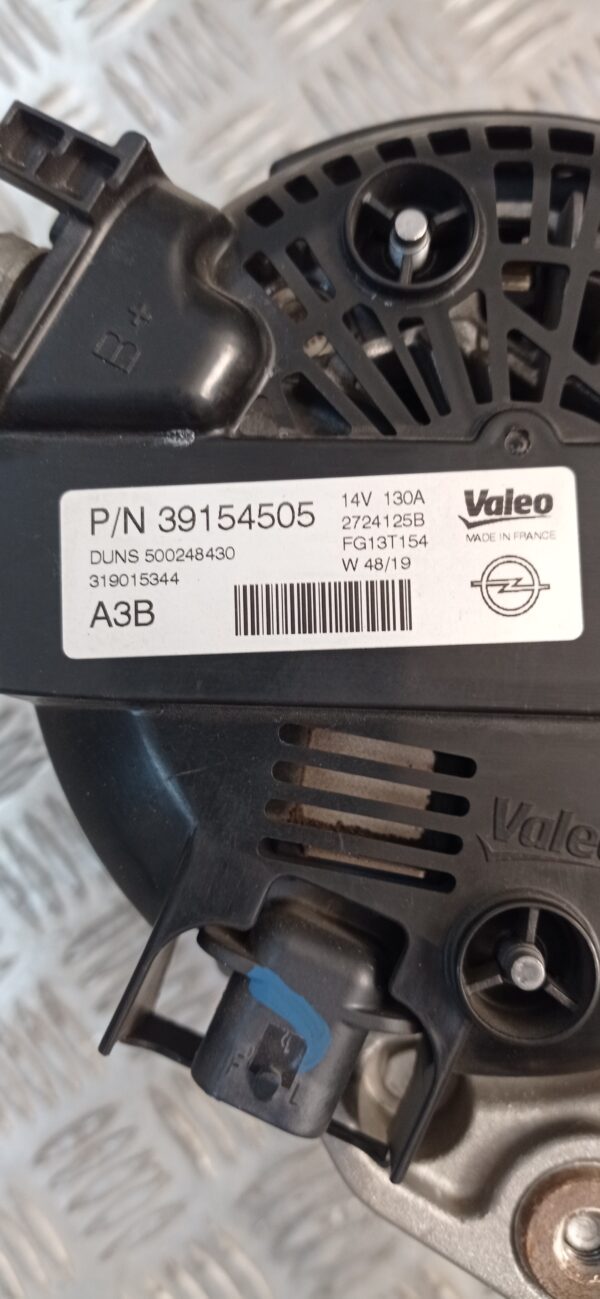 B+
P/N 39154505
DUNS 500248430
319015344
A3B
14V 130A
2724125B
FG13T154
W 48/19
Valeo
MADE IN FRANCE
Valeo
F L